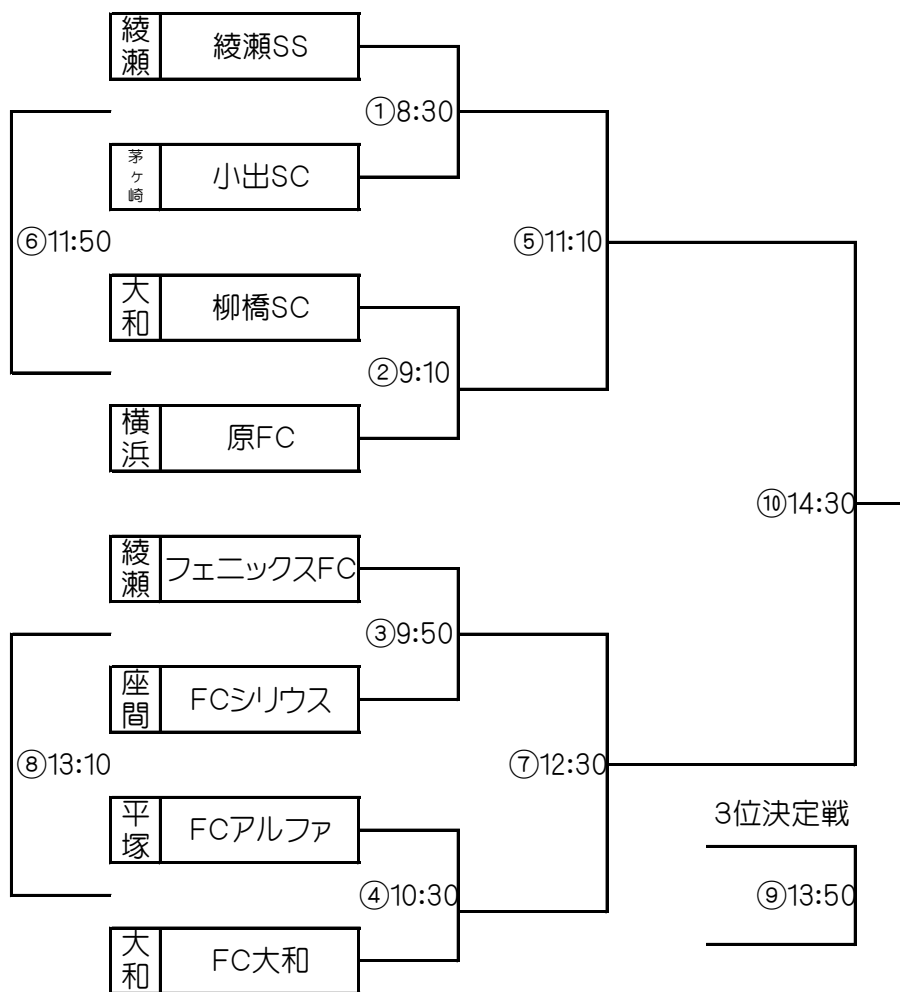 綾瀬 綾瀬SS
①8:30
茅ヶ崎 小出SC
⑥11:50
⑤11:10
大和 柳橋SC
②9:10
横浜 原FC
⑩14:30
綾瀬 フェニックスFC
③9:50
座間 FCシリウス
⑧13:10
⑦12:30
平塚 FCアルファ
3位決定戦
④10:30
⑨13:50
大和 FC大和